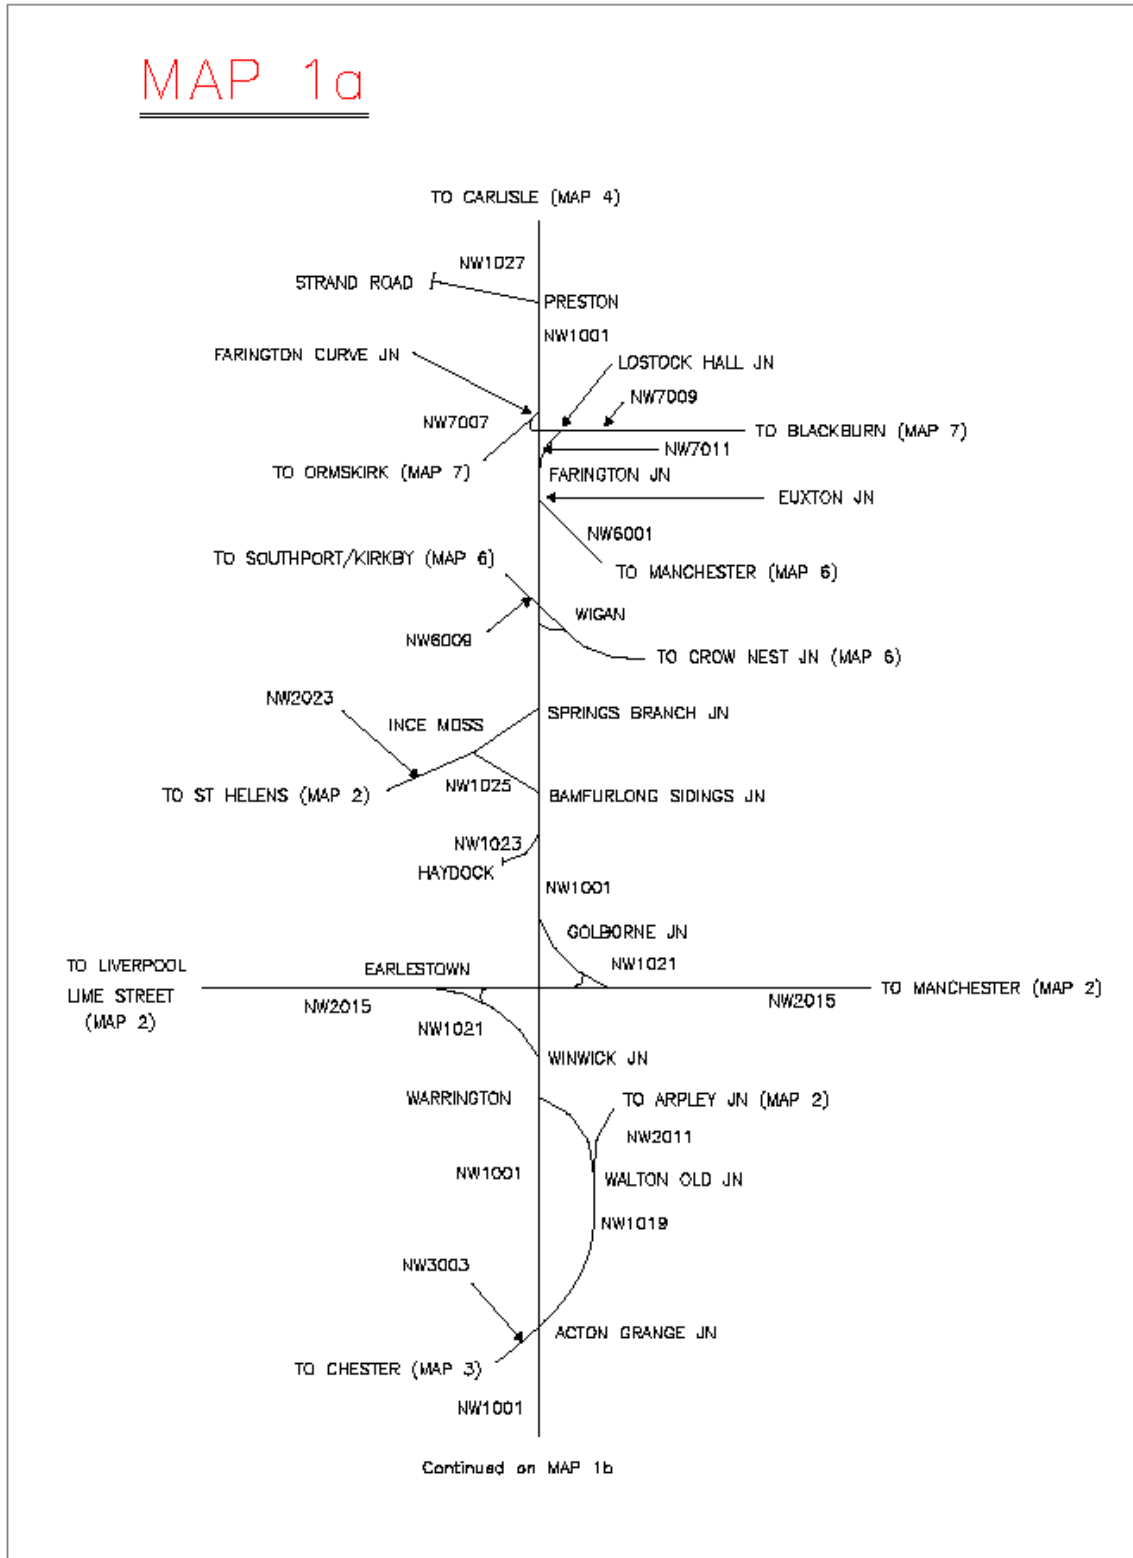 MAP 1a
TO CARLISLE (MAP 4)
NW1027
STRAND ROAD
PRESTON
NW1001
FARINGTON CURVE JN
LOSTOCK HALL JN
NW7009
NW7007
TO BLACKBURN (MAP 7)
NW7011
TO ORMSKIRK (MAP 7)
FARINGTON JN
EUXTON JN
NW6001
TO SOUTHPORT/KIRKBY (MAP 6)
TO MANCHESTER (MAP 6)
WIGAN
NW6009
TO CROW NEST JN (MAP 6)
NW2023
INCE MOSS
SPRINGS BRANCH JN
NW1025
TO ST HELENS (MAP 2)
BAMFURLONG SIDINGS JN
NW1023
HAYDOCK
NW1001
GOLBORNE JN
TO LIVERPOOL
LIME STREET
(MAP 2)
EARLESTOWN
NW1021
TO MANCHESTER (MAP 2)
NW2015
NW2015
NW1021
WINWICK JN
WARRINGTON
TO ARPLEY JN (MAP 2)
NW2011
NW1001
WALTON OLD JN
NW1019
NW3003
ACTON GRANGE JN
TO CHESTER (MAP 3)
NW1001
Continued on MAP 1b